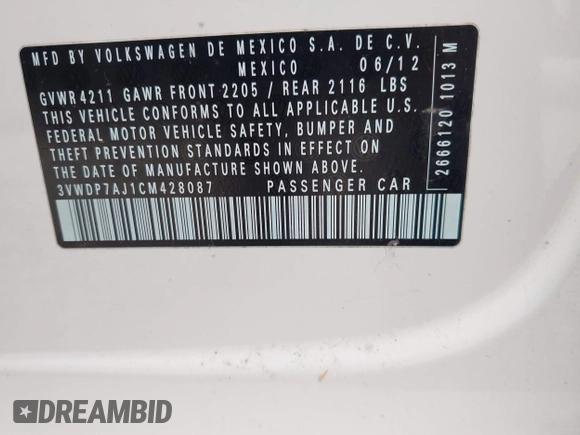 MFD BY VOLKSWAGEN DE MEXICO S.A. DE C.V.
MEXICO 06/12
GVWR 4211 GAWR FRONT 2205 / REAR 2116 LBS
THIS VEHICLE CONFORMS TO ALL APPLICABLE U.S.
FEDERAL MOTOR VEHICLE SAFETY, BUMPER AND
THEFT PREVENTION STANDARDS IN EFFECT ON
THE DATE OF MANUFACTURE SHOWN ABOVE
3VWDP7AJ1CM428087 PASSENGER CAR
2666120 1013 M
DREAMBID